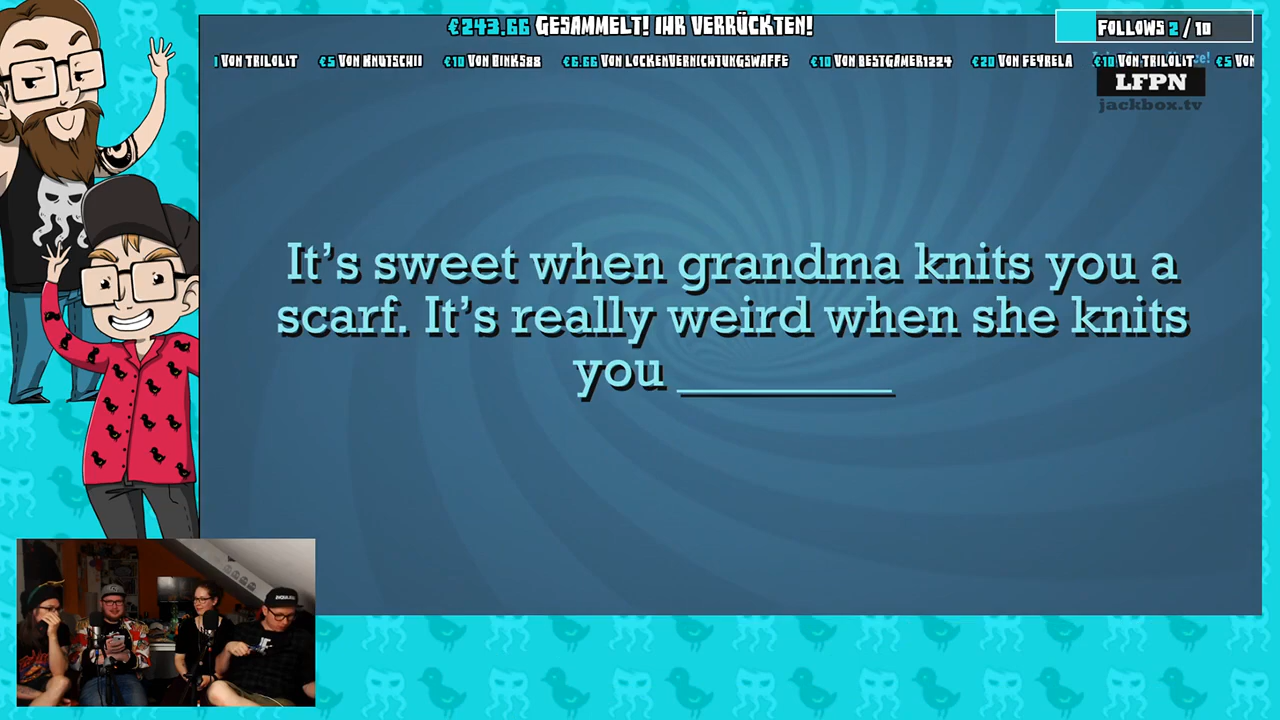 €243.66 GESAMMELT! IHR VERRÜCKTEN!
FOLLOWS 2 / 10
VON TRILOLIT €5 VON KNUTSCHII €10 VON OINKS88 €6.66 VON LOCKENVERNICHTUNGSWAFFE €10 VON BESTGAMER1224 €20 VON FEYRELA €10 VON TRILOLIT €5 VON
LFPN
jackbox.tv
It's sweet when grandma knits you a
scarf. It's really weird when she knits
you __________